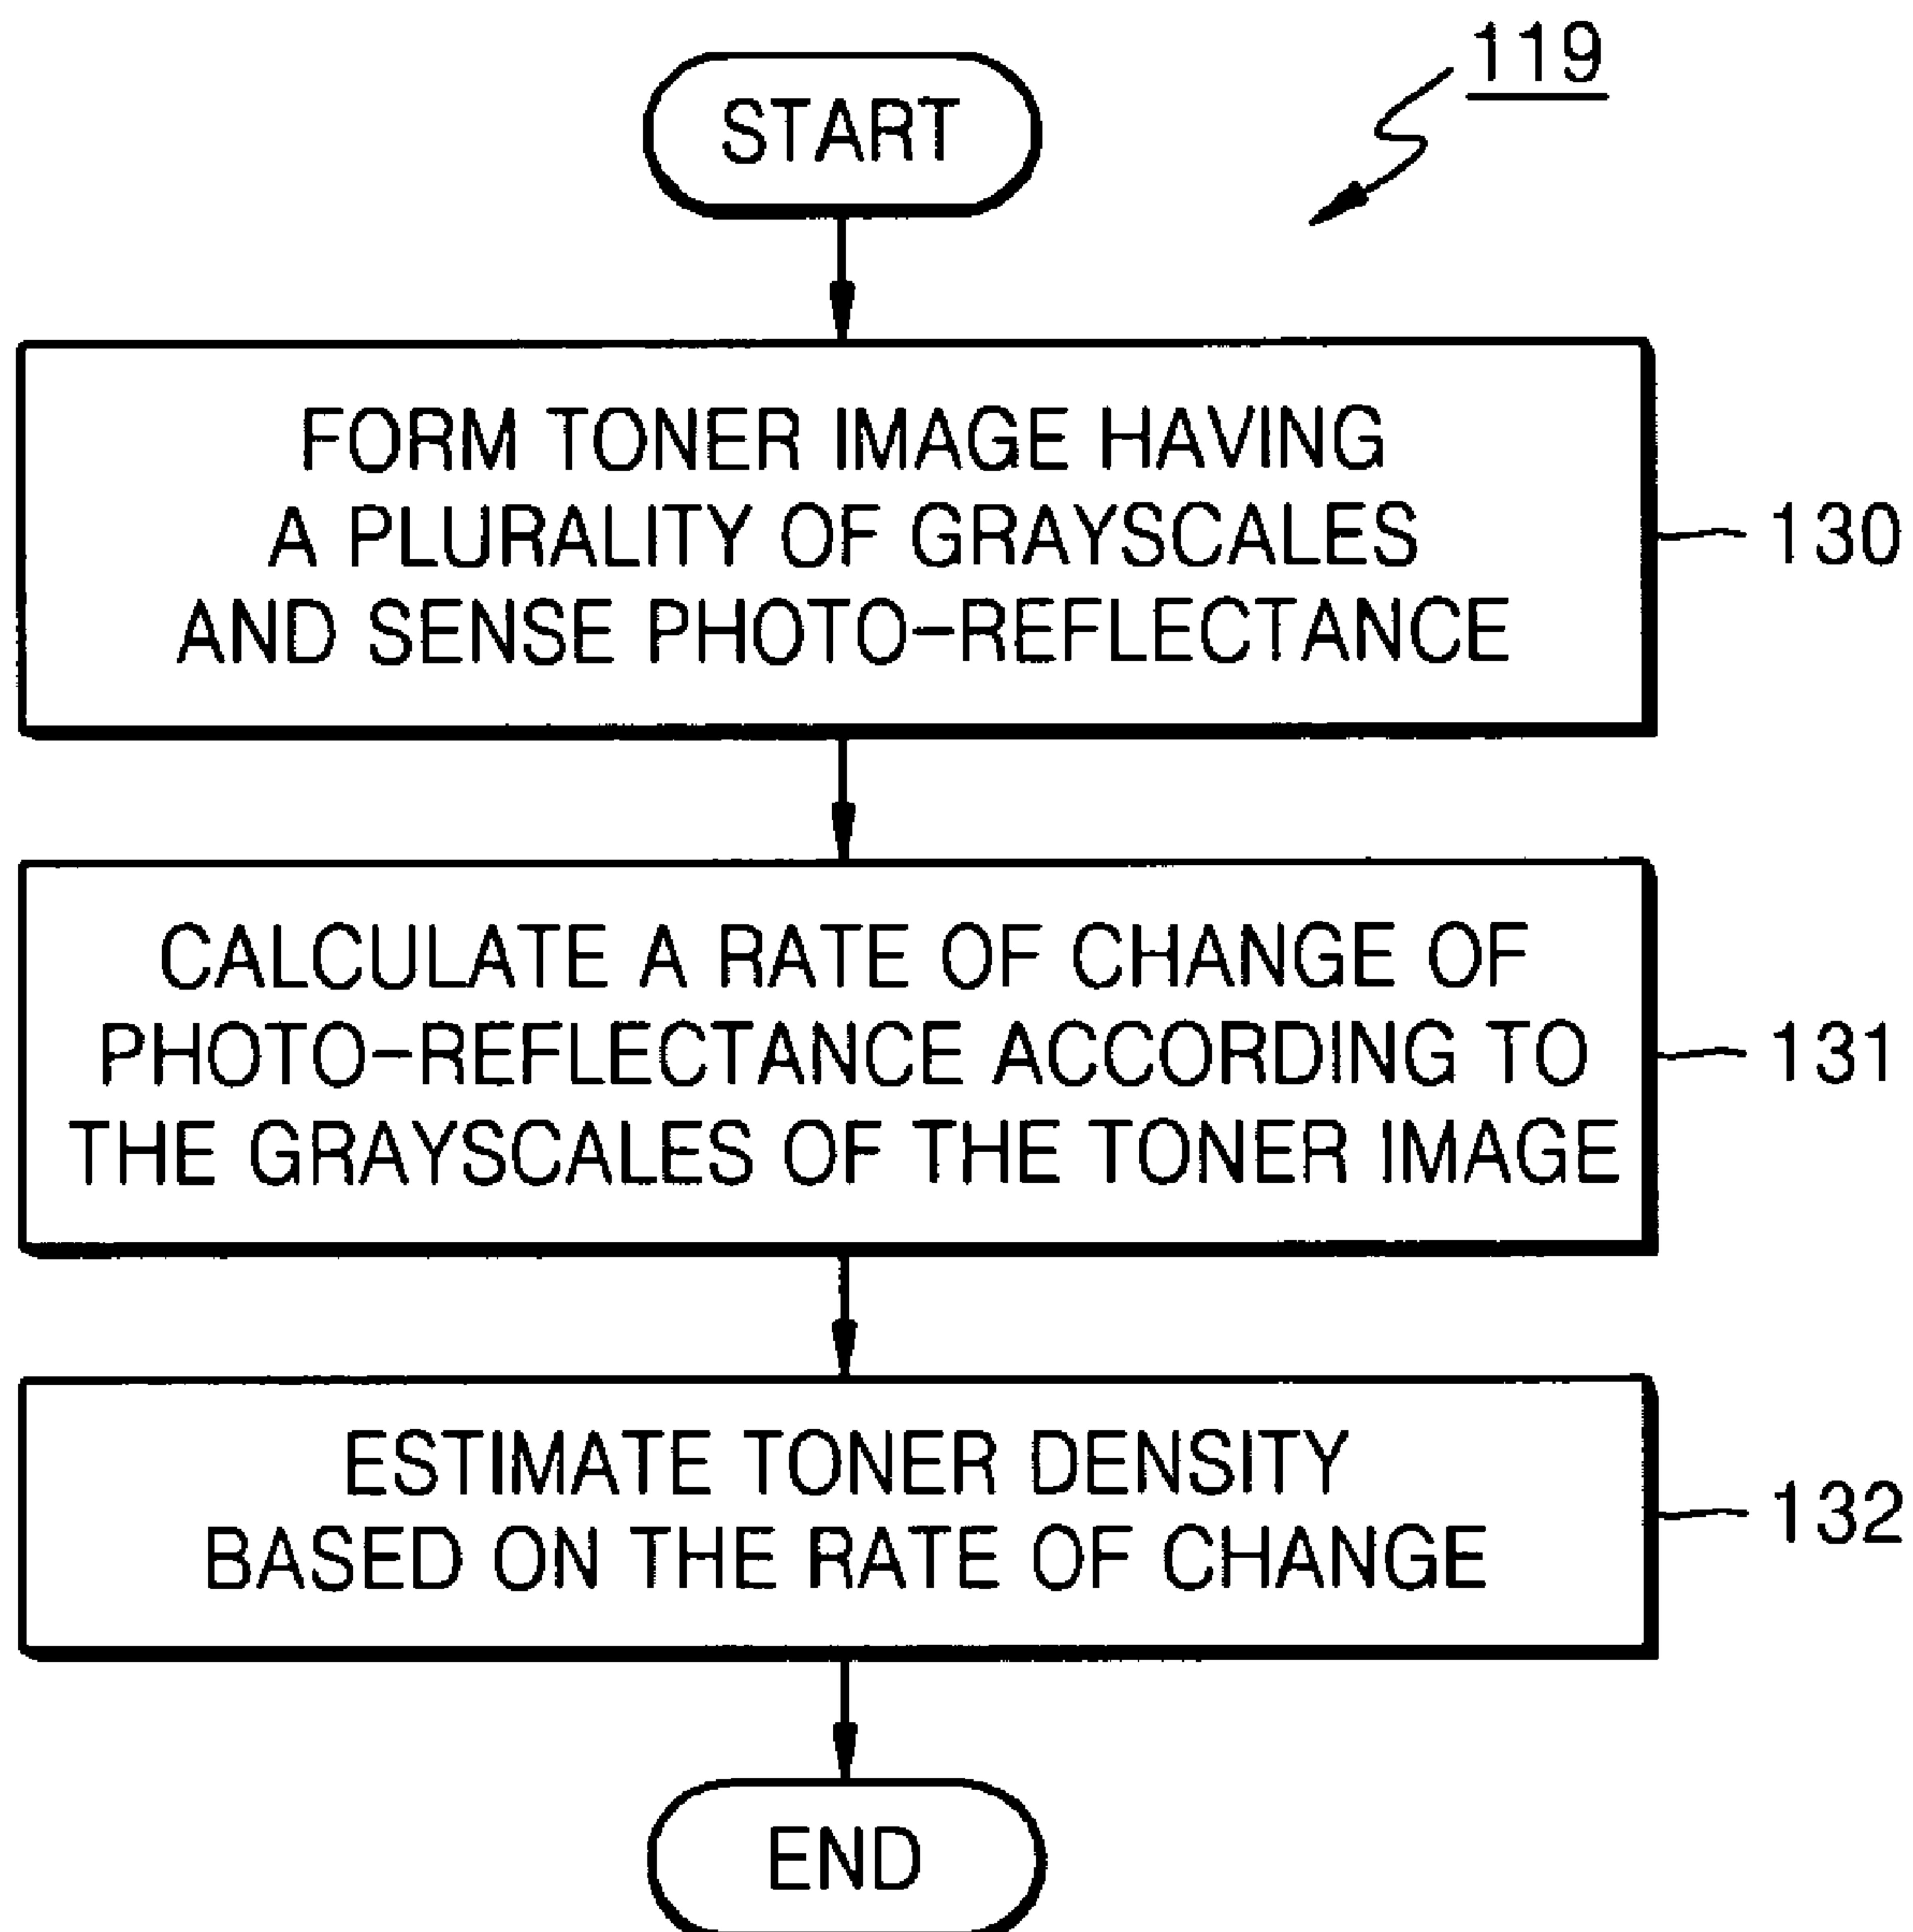 119
START
FORM TONER IMAGE HAVING
A PLURALITY OF GRAYSCALES
AND SENSE PHOTO-REFLECTANCE
130
CALCULATE A RATE OF CHANGE OF
PHOTO-REFLECTANCE ACCORDING TO
THE GRAYSCALES OF THE TONER IMAGE
131
ESTIMATE TONER DENSITY
BASED ON THE RATE OF CHANGE
132
END